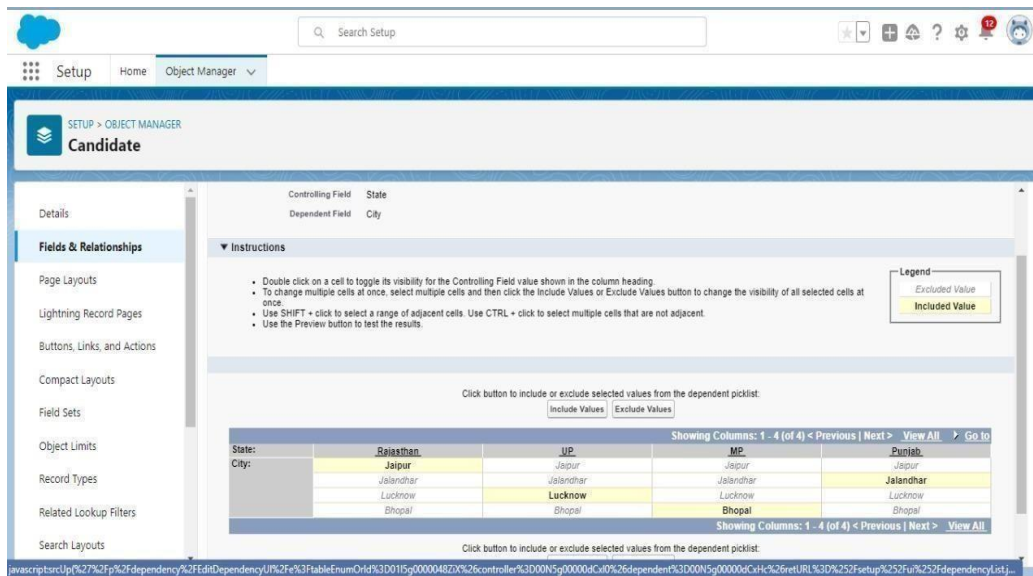 Search Setup
12
Setup Home Object Manager
SETUP > OBJECT MANAGER
Candidate
Details
Fields & Relationships
Page Layouts
Lightning Record Pages
Buttons, Links, and Actions
Compact Layouts
Field Sets
Object Limits
Record Types
Related Lookup Filters
Search Layouts
Controlling Field State
Dependent Field City
Instructions
Double click on a cell to toggle its visibility for the Controlling Field value shown in the column heading.
To change multiple cells at once, select multiple cells and then click the Include Values or Exclude Values button to change the visibility of all selected cells at
once.
Use SHIFT + click to select a range of adjacent cells. Use CTRL + click to select multiple cells that are not adjacent.
Use the Preview button to test the results.
Legend
Excluded Value
Included Value
Click button to include or exclude selected values from the dependent picklist:
Include Values Exclude Values
Showing Columns: 1 - 4 (of 4) < Previous | Next > View All Go to
State: Rajasthan UP MP Punjab
City: Jaipur Jaipur Jaipur Jaipur
Jalandhar Jalandhar Jalandhar Jalandhar
Lucknow Lucknow Lucknow Lucknow
Bhopal Bhopal Bhopal Bhopal
Showing Columns: 1 - 4 (of 4) < Previous | Next > View All
Click button to include or exclude selected values from the dependent picklist: